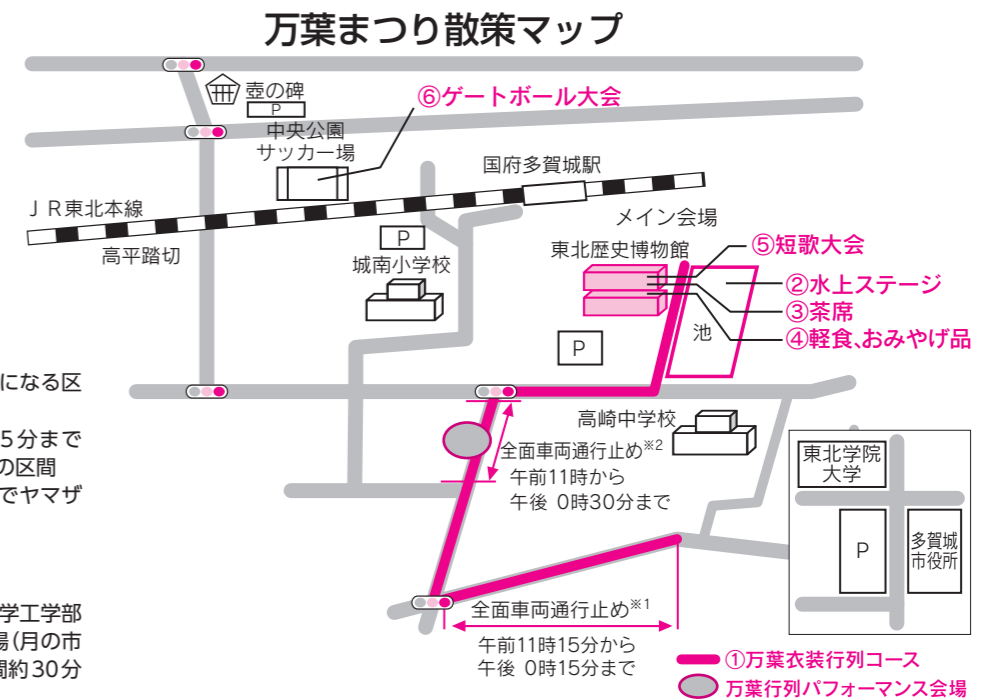 万葉まつり散策マップ
壺の碑
P
⑥ゲートボール大会
中央公園
サッカー場
国府多賀城駅
JR東北本線
高平踏切
P
城南小学校
メイン会場
東北歴史博物館
⑤短歌大会
②水上ステージ
③茶席
④軽食、おみやげ品
池
P
になる区
5分まで
の区間
でヤマザ
高崎中学校
全面車両通行止め※2
午前11時から
午後 0時30分まで
東北学院
大学
P
多賀城
市役所
学工学部
場(月の市
間約30分
全面車両通行止め※1
午前11時15分から
午後 0時15分まで
①万葉衣装行列コース
万葉行列パフォーマンス会場